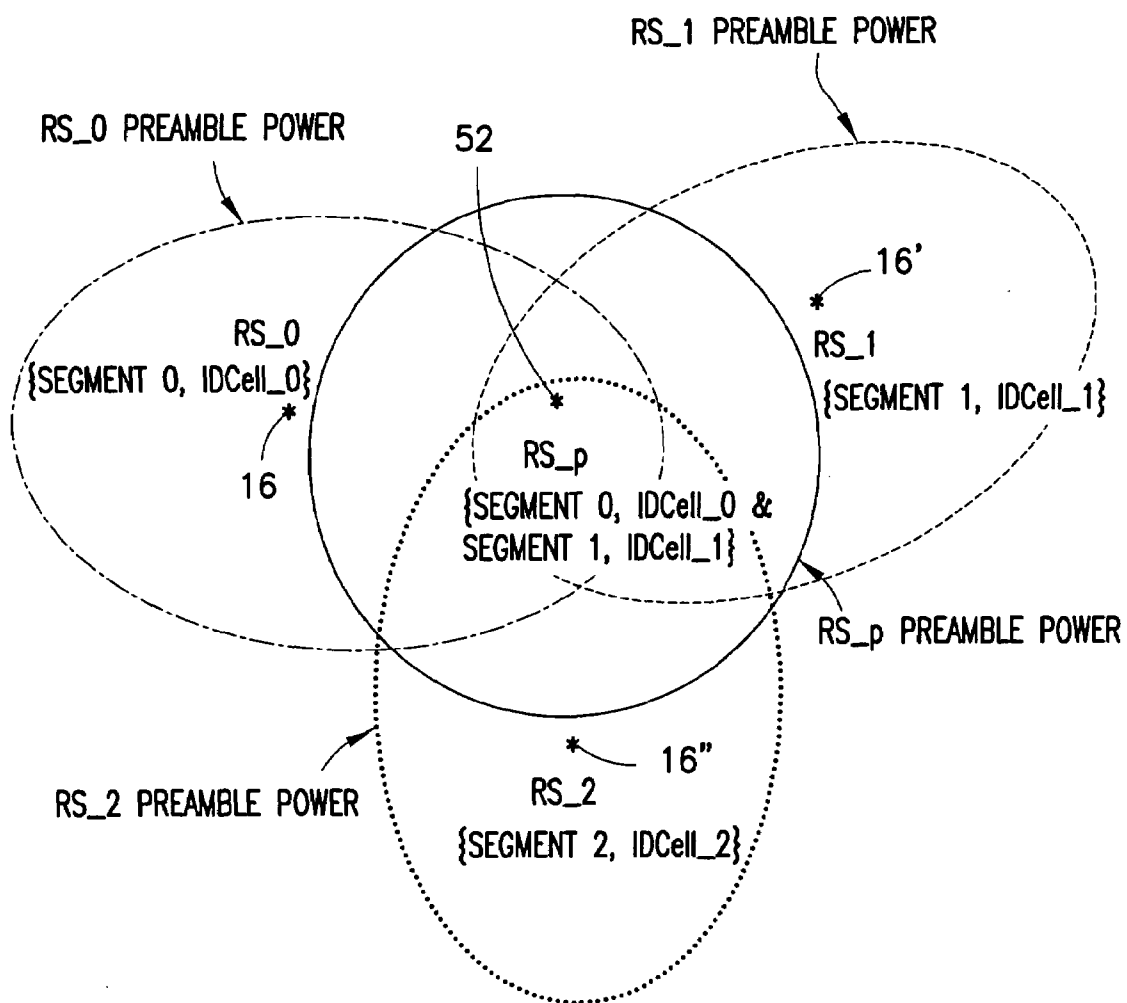 RS_1 PREAMBLE POWER
RS_0 PREAMBLE POWER
52
16'
RS_0
{SEGMENT 0, IDCell_0}
RS_1
{SEGMENT 1, IDCell_1}
16
RS_p
{SEGMENT 0, IDCell_0 &
SEGMENT 1, IDCell_1}
RS_p PREAMBLE POWER
16"
RS_2
RS_2 PREAMBLE POWER
{SEGMENT 2, IDCell_2}